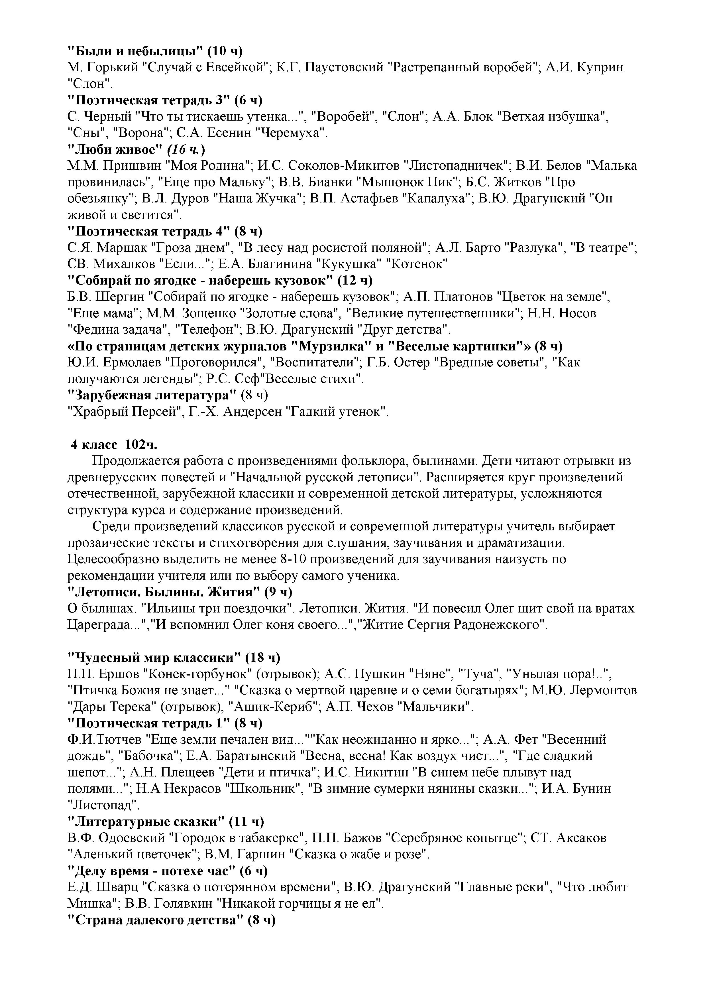 "Были и небылицы" (10 ч)
М. Горький "Случай с Евсейкой"; К.Г. Паустовский "Растрепанный воробей"; А.И. Куприн
"Слон".
"Поэтическая тетрадь 3" (6 ч)
С. Черный "Что ты тискаешь утенка...", "Воробей", "Слон"; А.А. Блок "Ветхая избушка",
"Сны", "Ворона"; С.А. Есенин "Черемуха".
"Люби живое" (16 ч.)
М.М. Пришвин "Моя Родина"; И.С. Соколов-Микитов "Листопадничек"; В.И. Белов "Малька
провинилась", "Еще про Мальку"; В.В. Бианки "Мышонок Пик"; Б.С. Житков "Про
обезьянку"; В.Л. Дуров "Наша Жучка"; В.П. Астафьев "Капалуха"; В.Ю. Драгунский "Он
живой и светится".
"Поэтическая тетрадь 4" (8 ч)
С.Я. Маршак "Гроза днем", "В лесу над росистой поляной"; А.Л. Барто "Разлука", "В театре";
СВ. Михалков "Если..."; Е.А. Благинина "Кукушка" "Котенок"
"Собирай по ягодке - наберешь кузовок" (12 ч)
Б.В. Шергин "Собирай по ягодке - наберешь кузовок"; А.П. Платонов "Цветок на земле",
"Еще мама"; М.М. Зощенко "Золотые слова", "Великие путешественники"; Н.Н. Носов
"Федина задача", "Телефон"; В.Ю. Драгунский "Друг детства".
«По страницам детских журналов "Мурзилка" и "Веселые картинки"» (8 ч)
Ю.И. Ермолаев "Проговорился", "Воспитатели"; Г.Б. Остер "Вредные советы", "Как
получаются легенды"; Р.С. Сеф"Веселые стихи".
"Зарубежная литература" (8 ч)
"Храбрый Персей", Г.-Х. Андерсен "Гадкий утенок".
4 класс  102ч.
Продолжается работа с произведениями фольклора, былинами. Дети читают отрывки из
древнерусских повестей и "Начальной русской летописи". Расширяется круг произведений
отечественной, зарубежной классики и современной детской литературы, усложняются
структура курса и содержание произведений.
Среди произведений классиков русской и современной литературы учитель выбирает
прозаические тексты и стихотворения для слушания, заучивания и драматизации.
Целесообразно выделить не менее 8-10 произведений для заучивания наизусть по
рекомендации учителя или по выбору самого ученика.
"Летописи. Былины. Жития" (9 ч)
О былинах. "Ильины три поездочки". Летописи. Жития. "И повесил Олег щит свой на вратах
Цареграда...","И вспомнил Олег коня своего...","Житие Сергия Радонежского".
"Чудесный мир классики" (18 ч)
П.П. Ершов "Конек-горбунок" (отрывок); А.С. Пушкин "Няне", "Туча", "Унылая пора!..",
"Птичка Божия не знает..." "Сказка о мертвой царевне и о семи богатырях"; М.Ю. Лермонтов
"Дары Терека" (отрывок), "Ашик-Кериб"; А.П. Чехов "Мальчики".
"Поэтическая тетрадь 1" (8 ч)
Ф.И.Тютчев "Еще земли печален вид...""Как неожиданно и ярко..."; А.А. Фет "Весенний
дождь", "Бабочка"; Е.А. Баратынский "Весна, весна! Как воздух чист...", "Где сладкий
шепот..."; А.Н. Плещеев "Дети и птичка"; И.С. Никитин "В синем небе плывут над
полями..."; Н.А Некрасов "Школьник", "В зимние сумерки нянины сказки..."; И.А. Бунин
"Листопад".
"Литературные сказки" (11 ч)
В.Ф. Одоевский "Городок в табакерке"; П.П. Бажов "Серебряное копытце"; СТ. Аксаков
"Аленький цветочек"; В.М. Гаршин "Сказка о жабе и розе".
"Делу время - потехе час" (6 ч)
Е.Д. Шварц "Сказка о потерянном времени"; В.Ю. Драгунский "Главные реки", "Что любит
Мишка"; В.В. Голявкин "Никакой горчицы я не ел".
"Страна далекого детства" (8 ч)